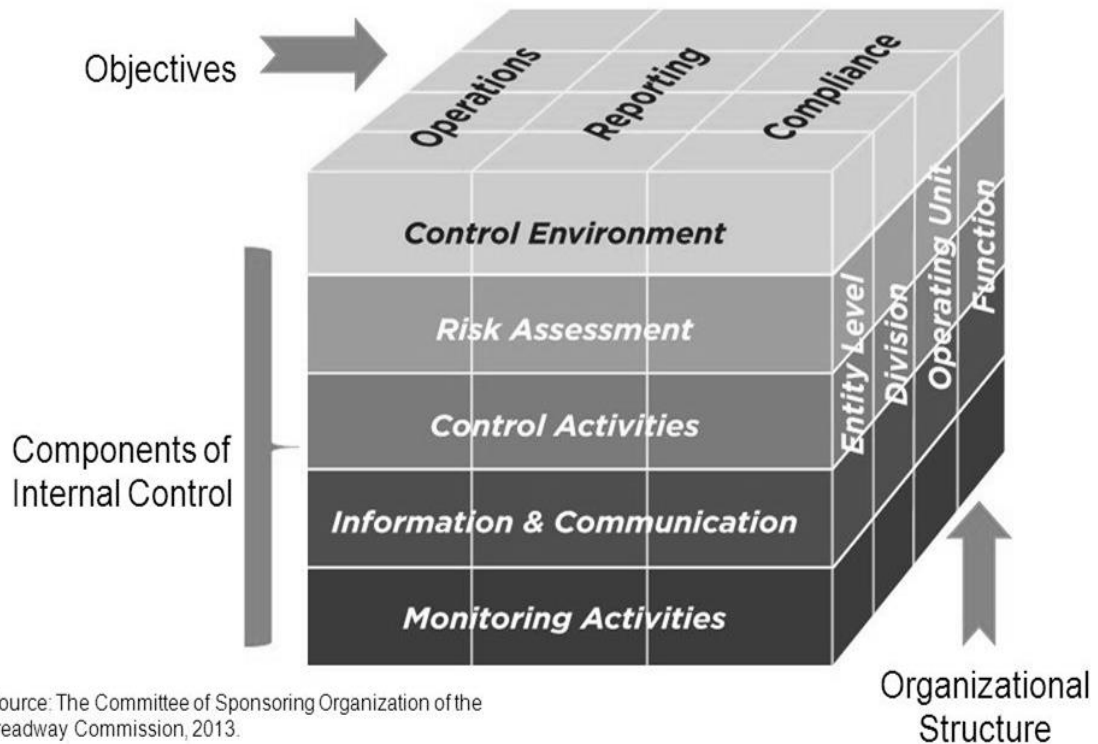 Objectives
Operations
Reporting
Compliance
Control Environment
Risk Assessment
Control Activities
Information & Communication
Monitoring Activities
Entity Level
Division
Operating Unit
Function
Components of
Internal Control
Organizational
Structure
ource: The Committee of Sponsoring Organization of the
readway Commission, 2013.